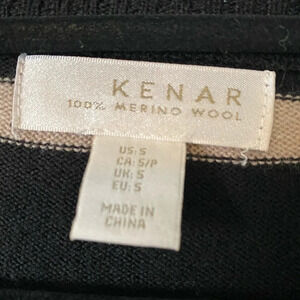 KENAR
100% MERINO WOOL
US: S
CA: S/P
UK: S
EU: S
MADE IN
CHINA